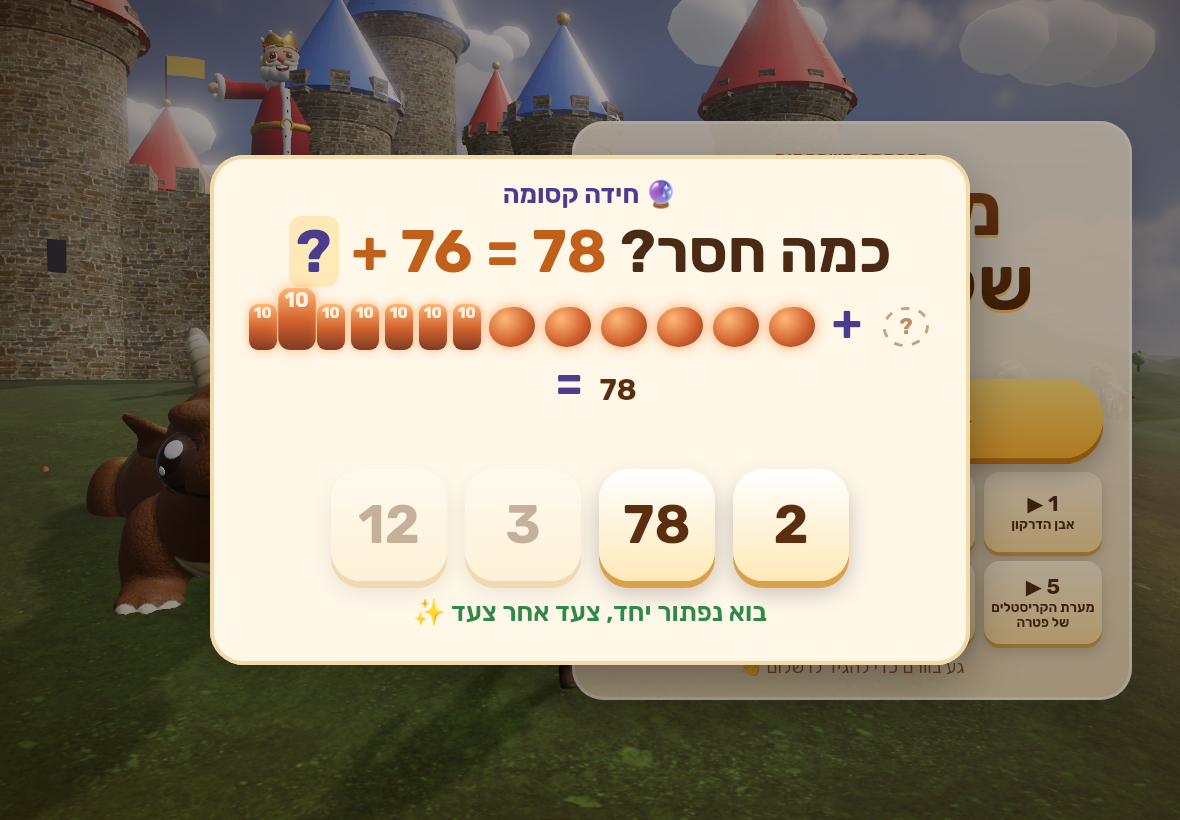 🔮 חידה קסומה
כמה חסר? 78 = 76 + ?
10 10 10 10 10 10 10 + ?
= 78
12 3 78 2
בוא נפתור יחד, צעד אחר צעד ✨
▶ 1
אבן הדרקון
▶ 5
מערת הקריסטלים
של פטרה